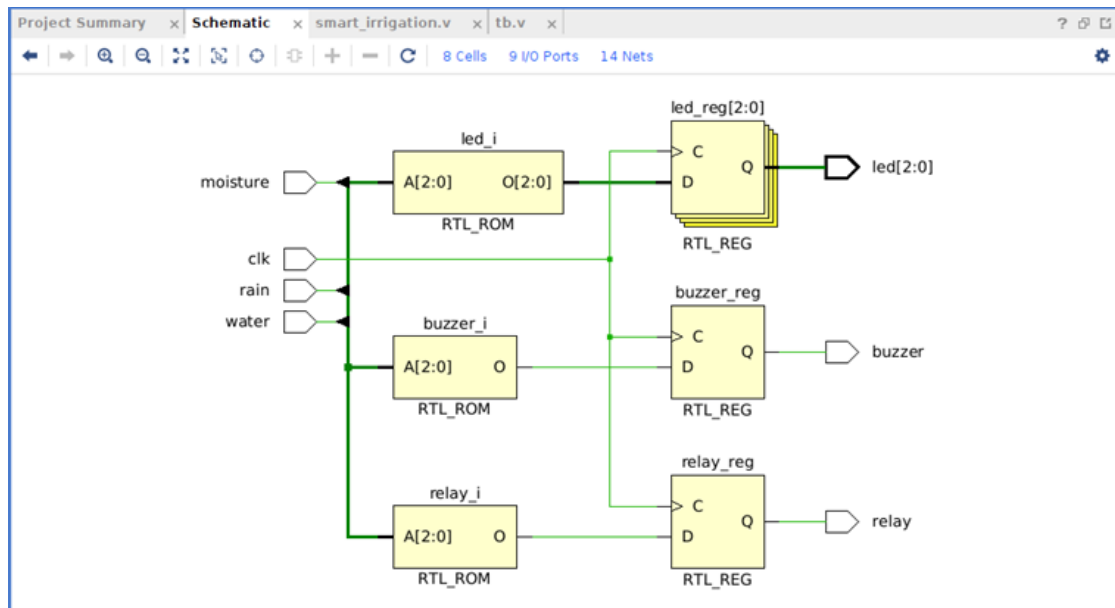 Project Summary × Schematic × smart_irrigation.v × tb.v × ?
8 Cells 9 I/O Ports 14 Nets
led_reg[2:0]
led_i
C
Q
led[2:0]
moisture
A[2:0] O[2:0]
D
RTL_ROM
RTL_REG
clk
rain
water
buzzer_reg
buzzer_i
C
Q
buzzer
A[2:0] O
D
RTL_ROM
RTL_REG
relay_reg
relay_i
C
Q
relay
A[2:0] O
D
RTL_ROM
RTL_REG